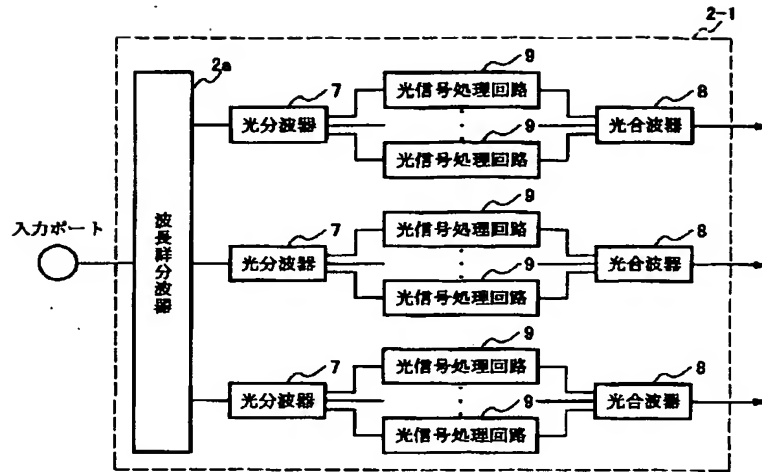 2-1
2a
7
9
光信号処理回路
8
光分波器
光合波器
9
光信号処理回路
入力ポート
波長群分波器
7
9
光信号処理回路
8
光分波器
光合波器
9
光信号処理回路
7
9
光信号処理回路
8
光分波器
光合波器
9
光信号処理回路